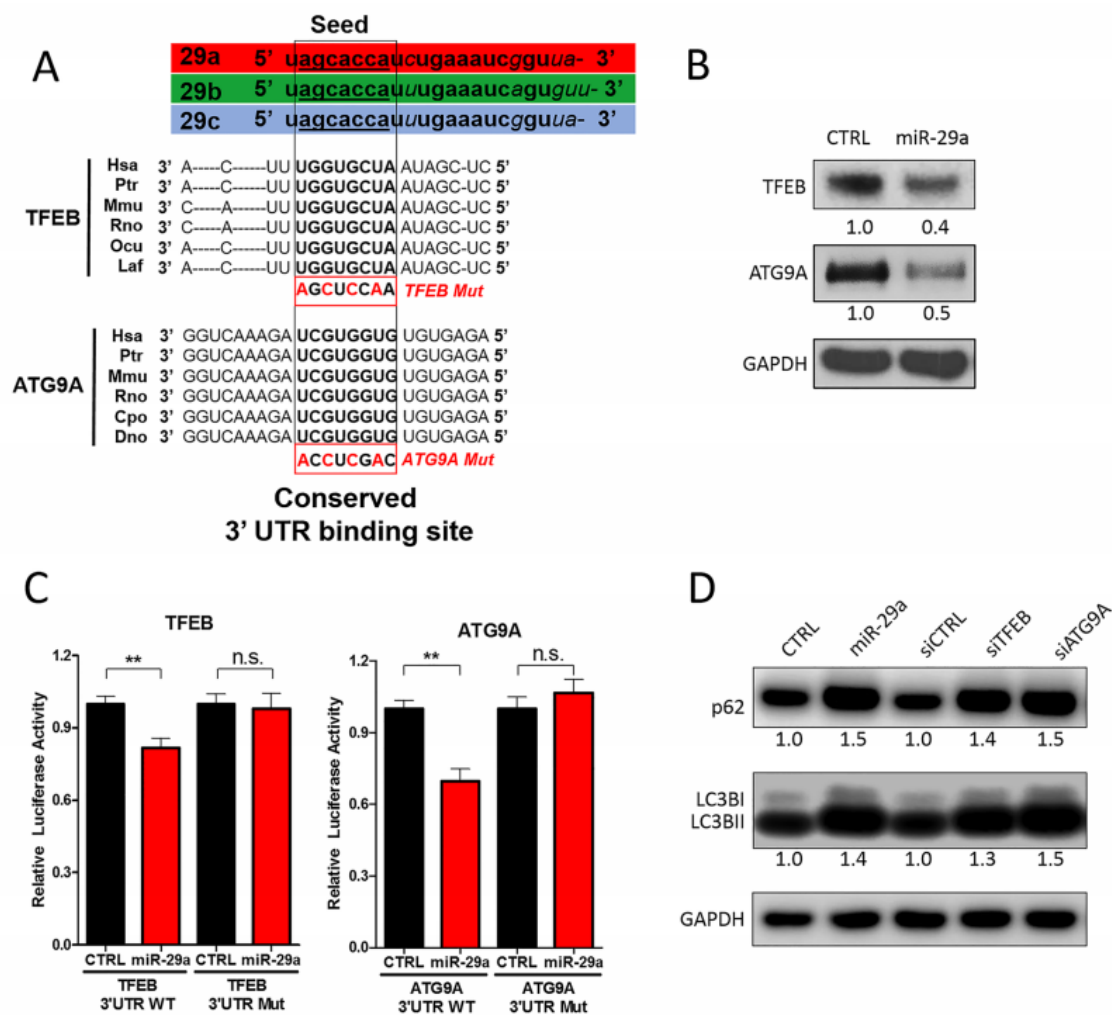 A
Seed
29a 5’ uagcaccaucugaaaucgguua- 3’
29b 5’ uagcaccauuugaaaucaguguu- 3’
29c 5’ uagcaccauuugaaaucgguua- 3’
TFEB
Hsa 3’ A-----C------UU UGGUGCUA AUAGC-UC 5’
Ptr 3’ A-----C------UU UGGUGCUA AUAGC-UC 5’
Mmu 3’ C-----A------UU UGGUGCUA AUAGC-UC 5’
Rno 3’ C-----A------UU UGGUGCUA AUAGC-UC 5’
Ocu 3’ A-----C------UU UGGUGCUA AUAGC-UC 5’
Laf 3’ A-----C------UU UGGUGCUA AUAGC-UC 5’
AGCUCCAA TFEB Mut
ATG9A
Hsa 3’ GGUCAAAGA UCGUGGUG UGUGAGA 5’
Ptr 3’ GGUCAAAGA UCGUGGUG UGUGAGA 5’
Mmu 3’ GGUCAAAGA UCGUGGUG UGUGAGA 5’
Rno 3’ GGUCAAAGA UCGUGGUG UGUGAGA 5’
Cpo 3’ GGUCAAAGA UCGUGGUG UGUGAGA 5’
Dno 3’ GGUCAAAGA UCGUGGUG UGUGAGA 5’
ACCUCGAC ATG9A Mut
Conserved
3’ UTR binding site
B
CTRL miR-29a
TFEB
1.0 0.4
ATG9A
1.0 0.5
GAPDH
C
TFEB
Relative Luciferase Activity
1.2
0.9
0.6
0.3
0.0
** n.s.
CTRL miR-29a CTRL miR-29a
TFEB TFEB
3'UTR WT 3'UTR Mut
ATG9A
Relative Luciferase Activity
1.2
0.9
0.6
0.3
0.0
** n.s.
CTRL miR-29a CTRL miR-29a
ATG9A ATG9A
3'UTR WT 3'UTR Mut
D
CTRL miR-29a siCTRL siTFEB siATG9A
p62
1.0 1.5 1.0 1.4 1.5
LC3BI
LC3BII
1.0 1.4 1.0 1.3 1.5
GAPDH